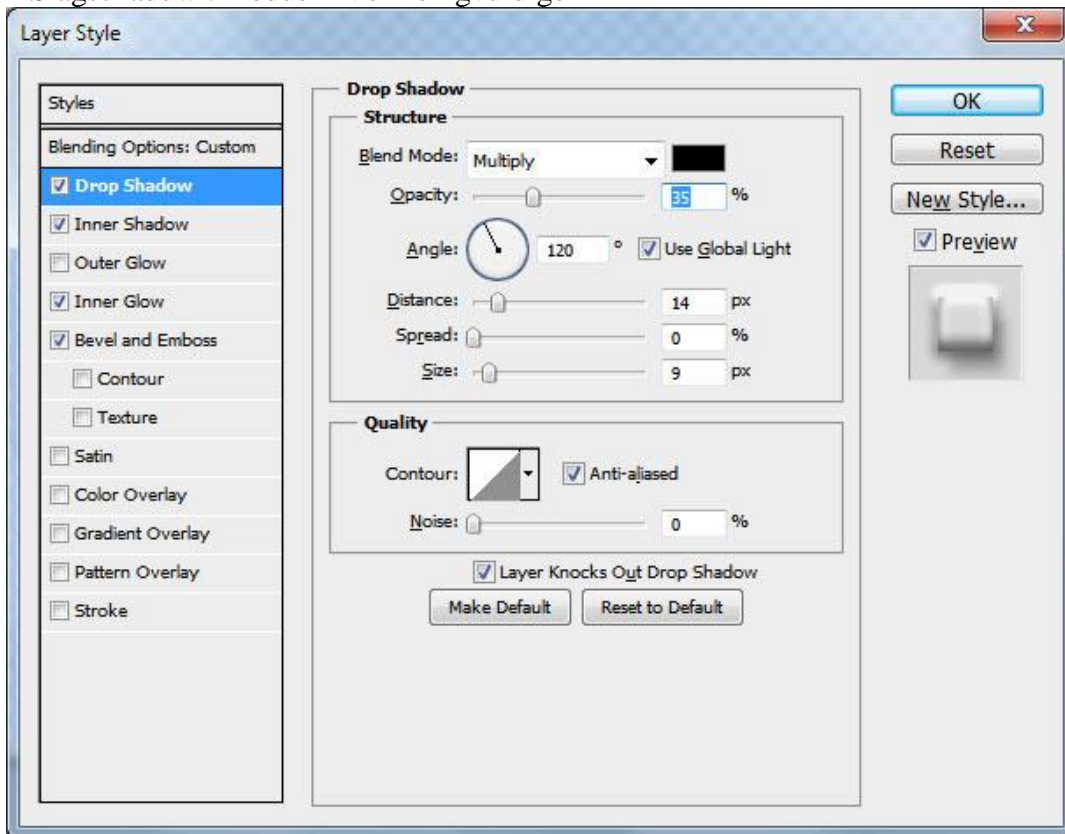 Layer Style
Styles
Blending Options: Custom
Drop Shadow
Inner Shadow
Outer Glow
Inner Glow
Bevel and Emboss
Contour
Texture
Satin
Color Overlay
Gradient Overlay
Pattern Overlay
Stroke
Drop Shadow
Structure
Blend Mode: Multiply
Opacity: 35 %
Angle: 120 ° Use Global Light
Distance: 14 px
Spread: 0 %
Size: 9 px
Quality
Contour: Anti-aliased
Noise: 0 %
Layer Knocks Out Drop Shadow
Make Default Reset to Default
OK
Reset
New Style...
Preview